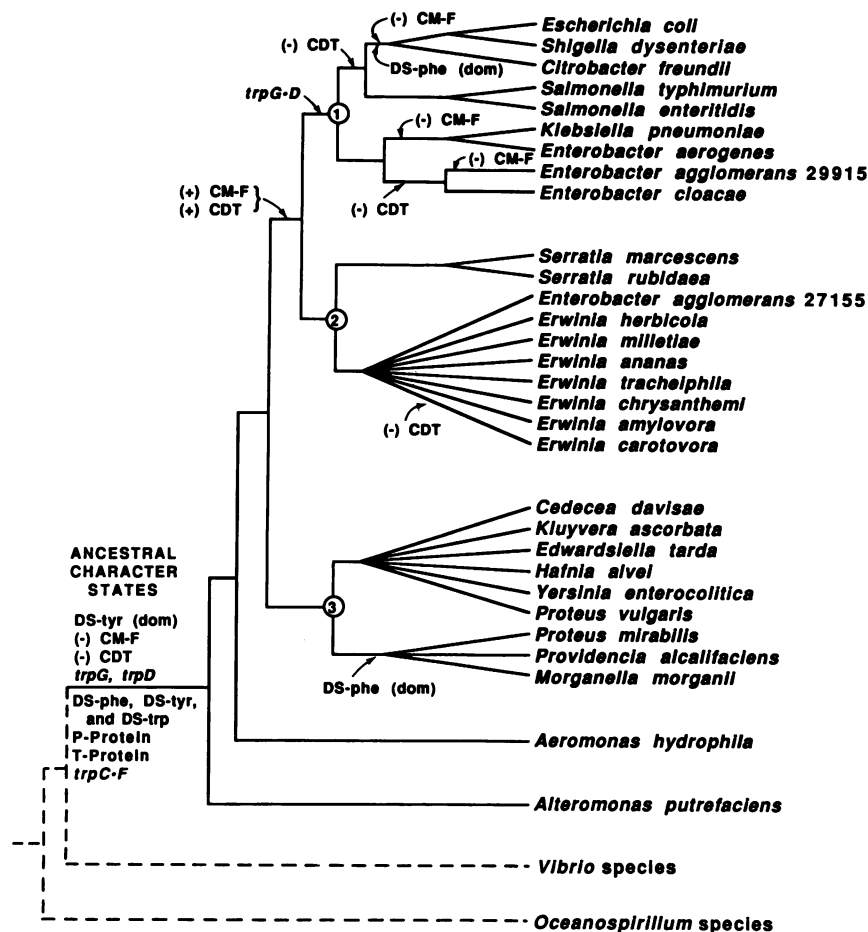 (-) CM-F
Escherichia coli
(-) CDT
Shigella dysenteriae
DS-phe (dom)
Citrobacter freundii
trpG·D
Salmonella typhimurium
Salmonella enteritidis
1
(-) CM-F
Klebsiella pneumoniae
Enterobacter aerogenes
(-) CM-F
Enterobacter agglomerans 29915
(-) CDT
Enterobacter cloacae
(+) CM-F
(+) CDT
}
Serratia marcescens
Serratia rubidaea
2
Enterobacter agglomerans 27155
Erwinia herbicola
Erwinia milletiae
Erwinia ananas
Erwinia tracheiphila
Erwinia chrysanthemi
(-) CDT
Erwinia amylovora
Erwinia carotovora
Cedecea davisae
Kluyvera ascorbata
Edwardsiella tarda
Hafnia alvei
Yersinia enterocolitica
Proteus vulgaris
3
Proteus mirabilis
Providencia alcalifaciens
Morganella morganii
DS-phe (dom)
ANCESTRAL
CHARACTER
STATES
DS-tyr (dom)
(-) CM-F
(-) CDT
trpG, trpD
DS-phe, DS-tyr,
and DS-trp
P-Protein
T-Protein
trpC·F
Aeromonas hydrophila
Alteromonas putrefaciens
Vibrio species
Oceanospirillum species